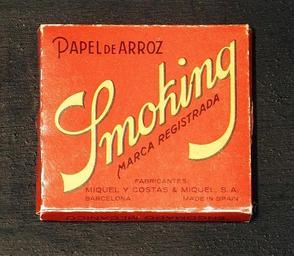 PAPEL DE ARROZ
Smoking
MARCA REGISTRADA
FABRICANTES
MIQUEL Y COSTAS & MIQUEL, S.A.
BARCELONA MADE IN SPAIN